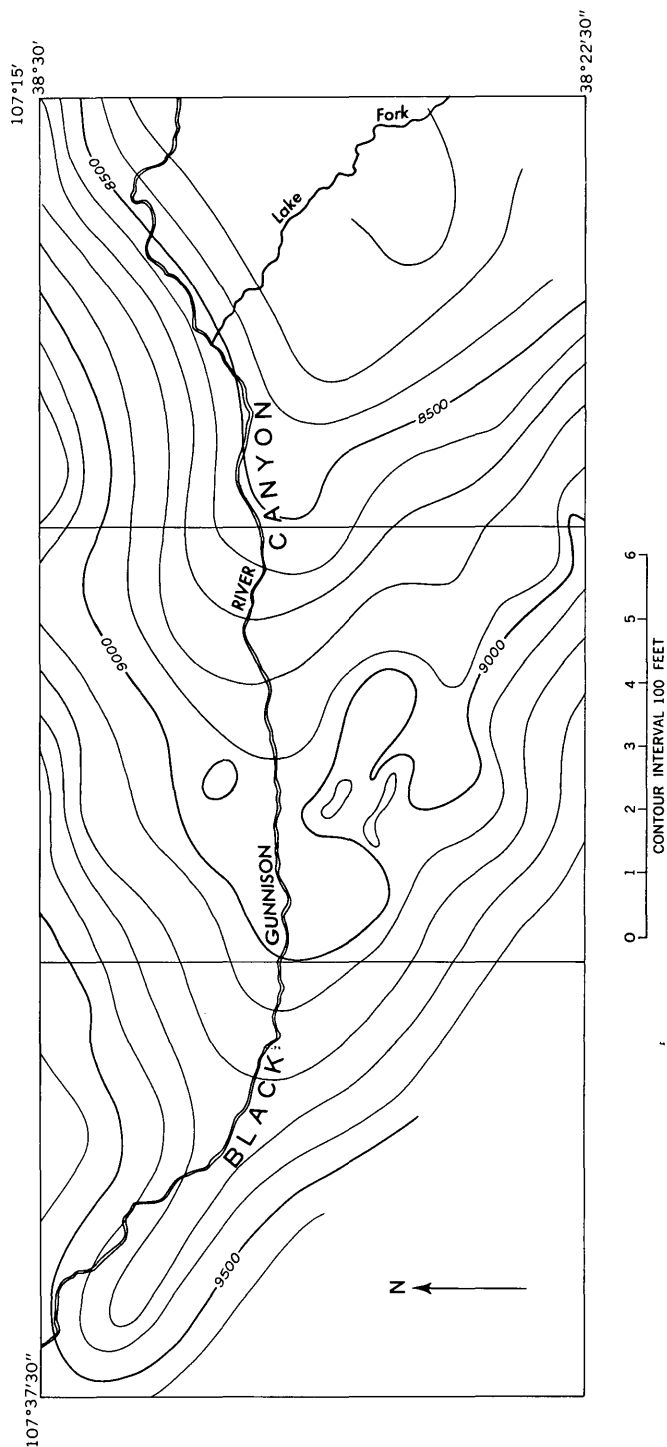 107°37'30"
107°15'
38°30'
8500
Fork
Lake
8500
CANYON
RIVER
9000
9000
GUNNISON
BLACK
9500
N
38°22'30"
0 1 2 3 4 5 6
CONTOUR INTERVAL 100 FEET